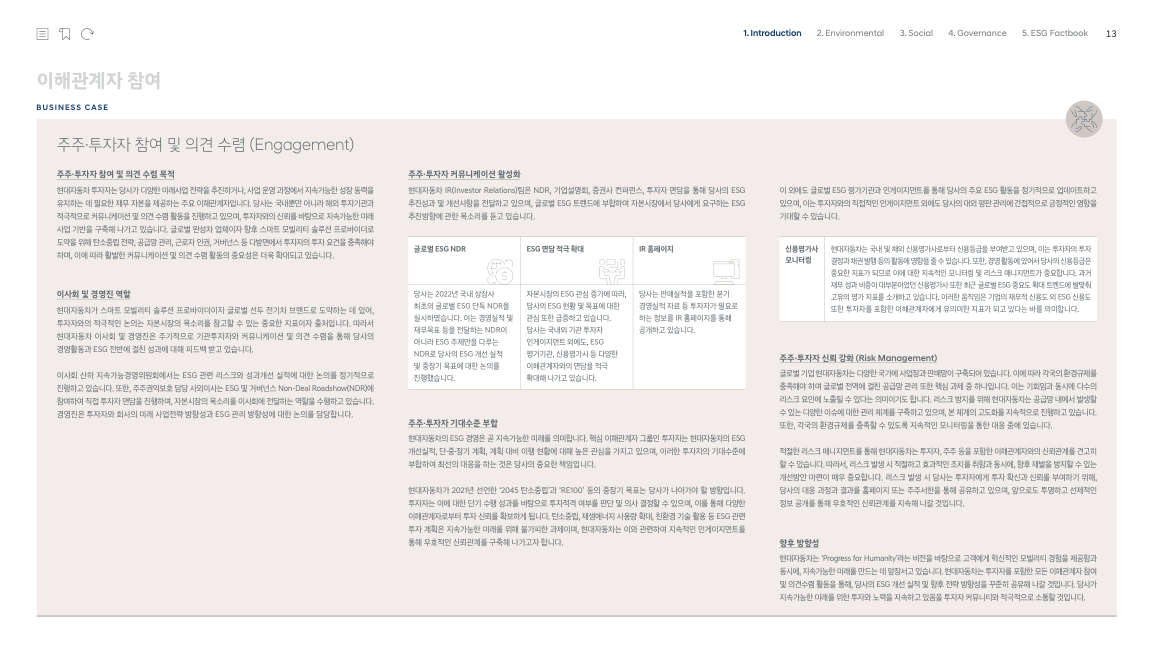 1. Introduction 2. Environmental 3. Social 4. Governance 5. ESG Factbook 13
이해관계자 참여
BUSINESS CASE
주주·투자자 참여 및 의견 수렴 (Engagement)
주주·투자자 참여 및 의견 수렴 목적
현대자동차 투자자는 당사가 다양한 미래사업 전략을 추진하거나, 사업 운영 과정에서 지속가능한 성장 동력을
유지하는 데 필요한 재무 자본을 제공하는 주요 이해관계자입니다. 당사는 국내뿐만 아니라 해외 투자기관과
적극적으로 커뮤니케이션 및 의견 수렴 활동을 진행하고 있으며, 투자자와의 신뢰를 바탕으로 지속가능한 미래
사업 기반을 구축해 나가고 있습니다. 글로벌 완성차 업체이자 향후 스마트 모빌리티 솔루션 프로바이더로
도약을 위해 탄소중립 전략, 공급망 관리, 근로자 인권, 거버넌스 등 다방면에서 투자자의 투자 요건을 충족해야
하며, 이에 따라 활발한 커뮤니케이션 및 의견 수렴 활동의 중요성은 더욱 확대되고 있습니다.
이사회 및 경영진 역할
현대자동차가 스마트 모빌리티 솔루션 프로바이더이자 글로벌 선두 전기차 브랜드로 도약하는 데 있어,
투자자와의 적극적인 논의는 자본시장의 목소리를 참고할 수 있는 중요한 지표이자 출처입니다. 따라서
현대자동차 이사회 및 경영진은 주기적으로 기관투자자와 커뮤니케이션 및 의견 수렴을 통해 당사의
경영활동과 ESG 전반에 걸친 성과에 대해 피드백 받고 있습니다.
이사회 산하 지속가능경영위원회에서는 ESG 관련 리스크와 성과개선 실적에 대한 논의를 정기적으로
진행하고 있습니다. 또한, 주주권익보호 담당 사외이사는 ESG 및 거버넌스 Non-Deal Roadshow(NDR)에
참여하여 직접 투자자 면담을 진행하며, 자본시장의 목소리를 이사회에 전달하는 역할을 수행하고 있습니다.
경영진은 투자자와 회사의 미래 사업전략 방향성과 ESG 관리 방향성에 대한 논의를 담당합니다.
주주·투자자 커뮤니케이션 활성화
현대자동차 IR(Investor Relations)팀은 NDR, 기업설명회, 증권사 컨퍼런스, 투자자 면담을 통해 당사의 ESG
추진성과 및 개선사항을 전달하고 있으며, 글로벌 ESG 트렌드에 부합하여 자본시장에서 당사에게 요구하는 ESG
추진방향에 관한 목소리를 듣고 있습니다.
글로벌 ESG NDR
당사는 2022년 국내 상장사
최초의 글로벌 ESG 단독 NDR을
실시하였습니다. 이는 경영실적 및
재무목표 등을 전달하는 NDR이
아니라 ESG 주제만을 다루는
NDR로 당사의 ESG 개선 실적
및 중장기 목표에 대한 논의를
진행했습니다.
ESG 면담 적극 확대
자본시장의 ESG 관심 증가에 따라,
당사의 ESG 현황 및 목표에 대한
관심 또한 급증하고 있습니다.
당사는 국내외 기관 투자자
인게이지먼트 외에도, ESG
평가기관, 신용평가사 등 다양한
이해관계자와의 면담을 적극
확대해 나가고 있습니다.
IR 홈페이지
당사는 판매실적을 포함한 분기
경영실적 자료 등 투자자가 필요로
하는 정보를 IR 홈페이지를 통해
공개하고 있습니다.
주주·투자자 기대수준 부합
현대자동차의 ESG 경영은 곧 지속가능한 미래를 의미합니다. 핵심 이해관계자 그룹인 투자자는 현대자동차의 ESG
개선실적, 단·중·장기 계획, 계획 대비 이행 현황에 대해 높은 관심을 가지고 있으며, 이러한 투자자의 기대수준에
부합하여 최선의 대응을 하는 것은 당사의 중요한 책임입니다.
현대자동차가 2021년 선언한 '2045 탄소중립'과 'RE100' 등의 중장기 목표는 당사가 나아가야 할 방향입니다.
투자자는 이에 대한 단기 수행 성과를 바탕으로 투자적격 여부를 판단 및 의사 결정할 수 있으며, 이를 통해 다양한
이해관계자로부터 투자 신뢰를 확보하게 됩니다. 탄소중립, 재생에너지 사용량 확대, 친환경 기술 활용 등 ESG 관련
투자 계획은 지속가능한 미래를 위해 불가피한 과제이며, 현대자동차는 이와 관련하여 지속적인 인게이지먼트를
통해 우호적인 신뢰관계를 구축해 나가고자 합니다.
이 외에도 글로벌 ESG 평가기관과 인게이지먼트를 통해 당사의 주요 ESG 활동을 정기적으로 업데이트하고
있으며, 이는 투자자와의 직접적인 인게이지먼트 외에도 당사의 대외 평판 관리에 간접적으로 긍정적인 영향을
기대할 수 있습니다.
신용평가사
모니터링
현대자동차는 국내 및 해외 신용평가사로부터 신용등급을 부여받고 있으며, 이는 투자자의 투자
결정과 채권 발행 등의 활동에 영향을 줄 수 있습니다. 또한, 경영 활동에 있어서 당사의 신용등급은
중요한 지표가 되므로 이에 대한 지속적인 모니터링 및 리스크 매니지먼트가 중요합니다. 과거
재무 성과 비중이 대부분이었던 신용평가사 또한 최근 글로벌 ESG 중요도 확대 트렌드에 발맞춰
고유의 평가 지표를 소개하고 있습니다. 이러한 움직임은 기업의 재무적 신용도 외 ESG 신용도
또한 투자자를 포함한 이해관계자에게 유의미한 지표가 되고 있다는 바를 의미합니다.
주주·투자자 신뢰 강화 (Risk Management)
글로벌 기업 현대자동차는 다양한 국가에 사업장과 판매망이 구축되어 있습니다. 이에 따라 각국의 환경규제를
충족해야 하며 글로벌 전역에 걸친 공급망 관리 또한 핵심 과제 중 하나입니다. 이는 기회임과 동시에 다수의
리스크 요인에 노출될 수 있다는 의미이기도 합니다. 리스크 방지를 위해 현대자동차는 공급망 내에서 발생할
수 있는 다양한 이슈에 대한 관리 체계를 구축하고 있으며, 본 체계의 고도화를 지속적으로 진행하고 있습니다.
또한, 각국의 환경규제를 충족할 수 있도록 지속적인 모니터링을 통한 대응 중에 있습니다.
적절한 리스크 매니지먼트를 통해 현대자동차는 투자자, 주주 등을 포함한 이해관계자와의 신뢰관계를 견고히
할 수 있습니다. 따라서, 리스크 발생 시 적절하고 효과적인 조치를 취함과 동시에, 향후 재발을 방지할 수 있는
개선방안 마련이 매우 중요합니다. 리스크 발생 시 당사는 투자자에게 투자 확신과 신뢰를 부여하기 위해,
당사의 대응 과정과 결과를 홈페이지 또는 주주서한을 통해 공유하고 있으며, 앞으로도 투명하고 선제적인
정보 공개를 통해 우호적인 신뢰관계를 지속해 나갈 것입니다.
향후 방향성
현대자동차는 'Progress for Humanity'라는 비전을 바탕으로 고객에게 혁신적인 모빌리티 경험을 제공함과
동시에, 지속가능한 미래를 만드는 데 앞장서고 있습니다. 현대자동차는 투자자를 포함한 모든 이해관계자 참여
및 의견수렴 활동을 통해, 당사의 ESG 개선 실적 및 향후 전략 방향성을 꾸준히 공유해 나갈 것입니다. 당사가
지속가능한 미래를 위한 투자와 노력을 지속하고 있음을 투자자 커뮤니티와 적극적으로 소통할 것입니다.